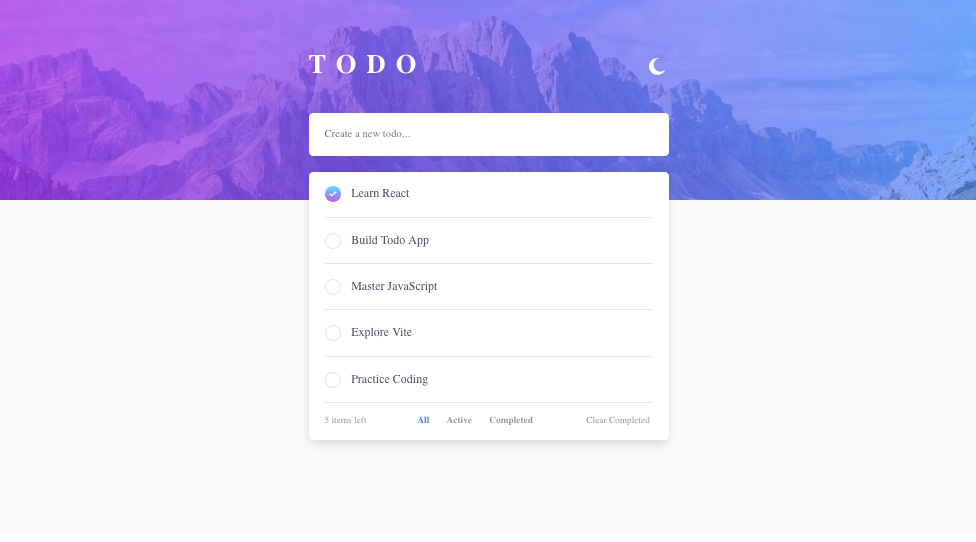 TODO
Create a new todo...
Learn React
Build Todo App
Master JavaScript
Explore Vite
Practice Coding
5 items left All Active Completed Clear Completed